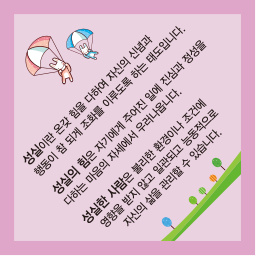 성실이란 온갖 힘을 다하여 자신의 신념과
행동이 참 되게 조화를 이루도록 하는 태도입니다.
성실의 힘은 자기에게 주어진 일에 진심과 정성을
다하는 마음의 자세에서 우러나옵니다.
성실한 사람은 불리한 환경이나 조건에
영향을 받지 않고 일관되고 능동적으로
자신의 삶을 관리할 수 있습니다.